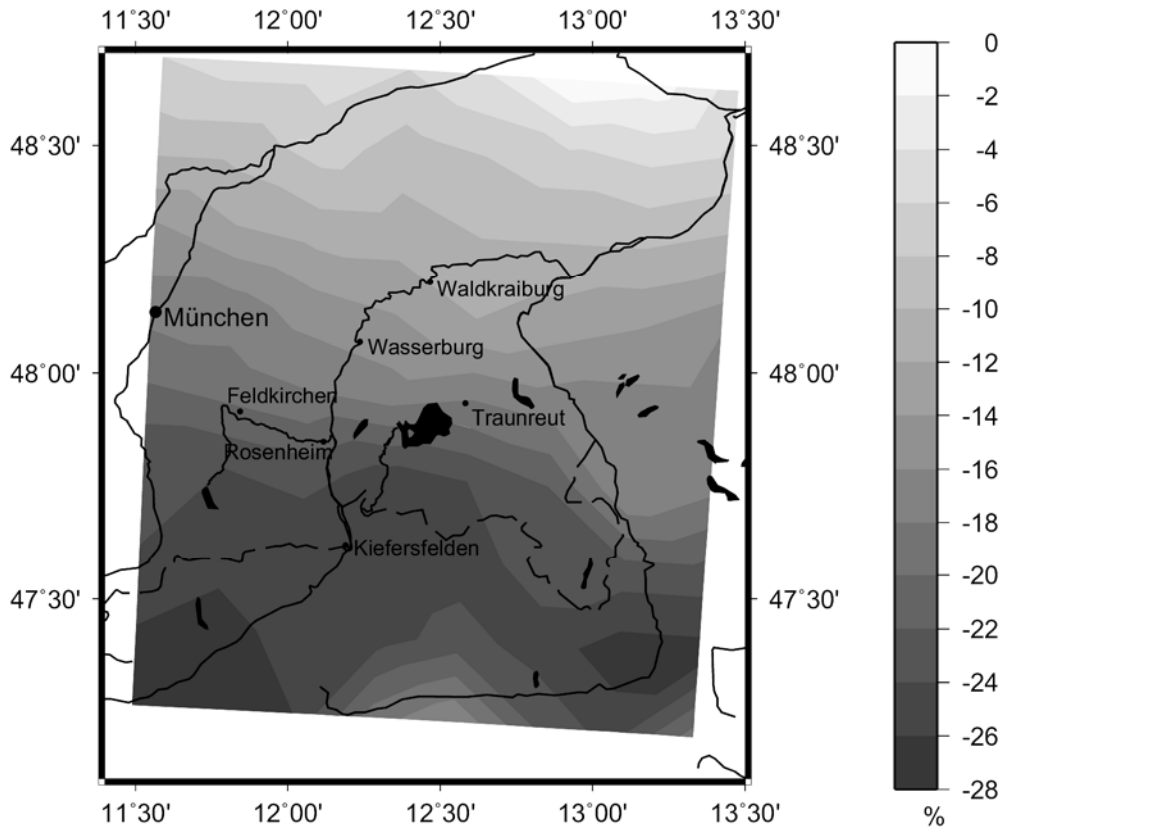 11˚30' 12˚00' 12˚30' 13˚00' 13˚30'
48˚30' 48˚30'
Waldkraiburg
München
Wasserburg
48˚00' 48˚00'
Feldkirchen
Traunreut
Rosenheim
Kiefersfelden
47˚30' 47˚30'
11˚30' 12˚00' 12˚30' 13˚00' 13˚30'
0
-2
-4
-6
-8
-10
-12
-14
-16
-18
-20
-22
-24
-26
-28
%